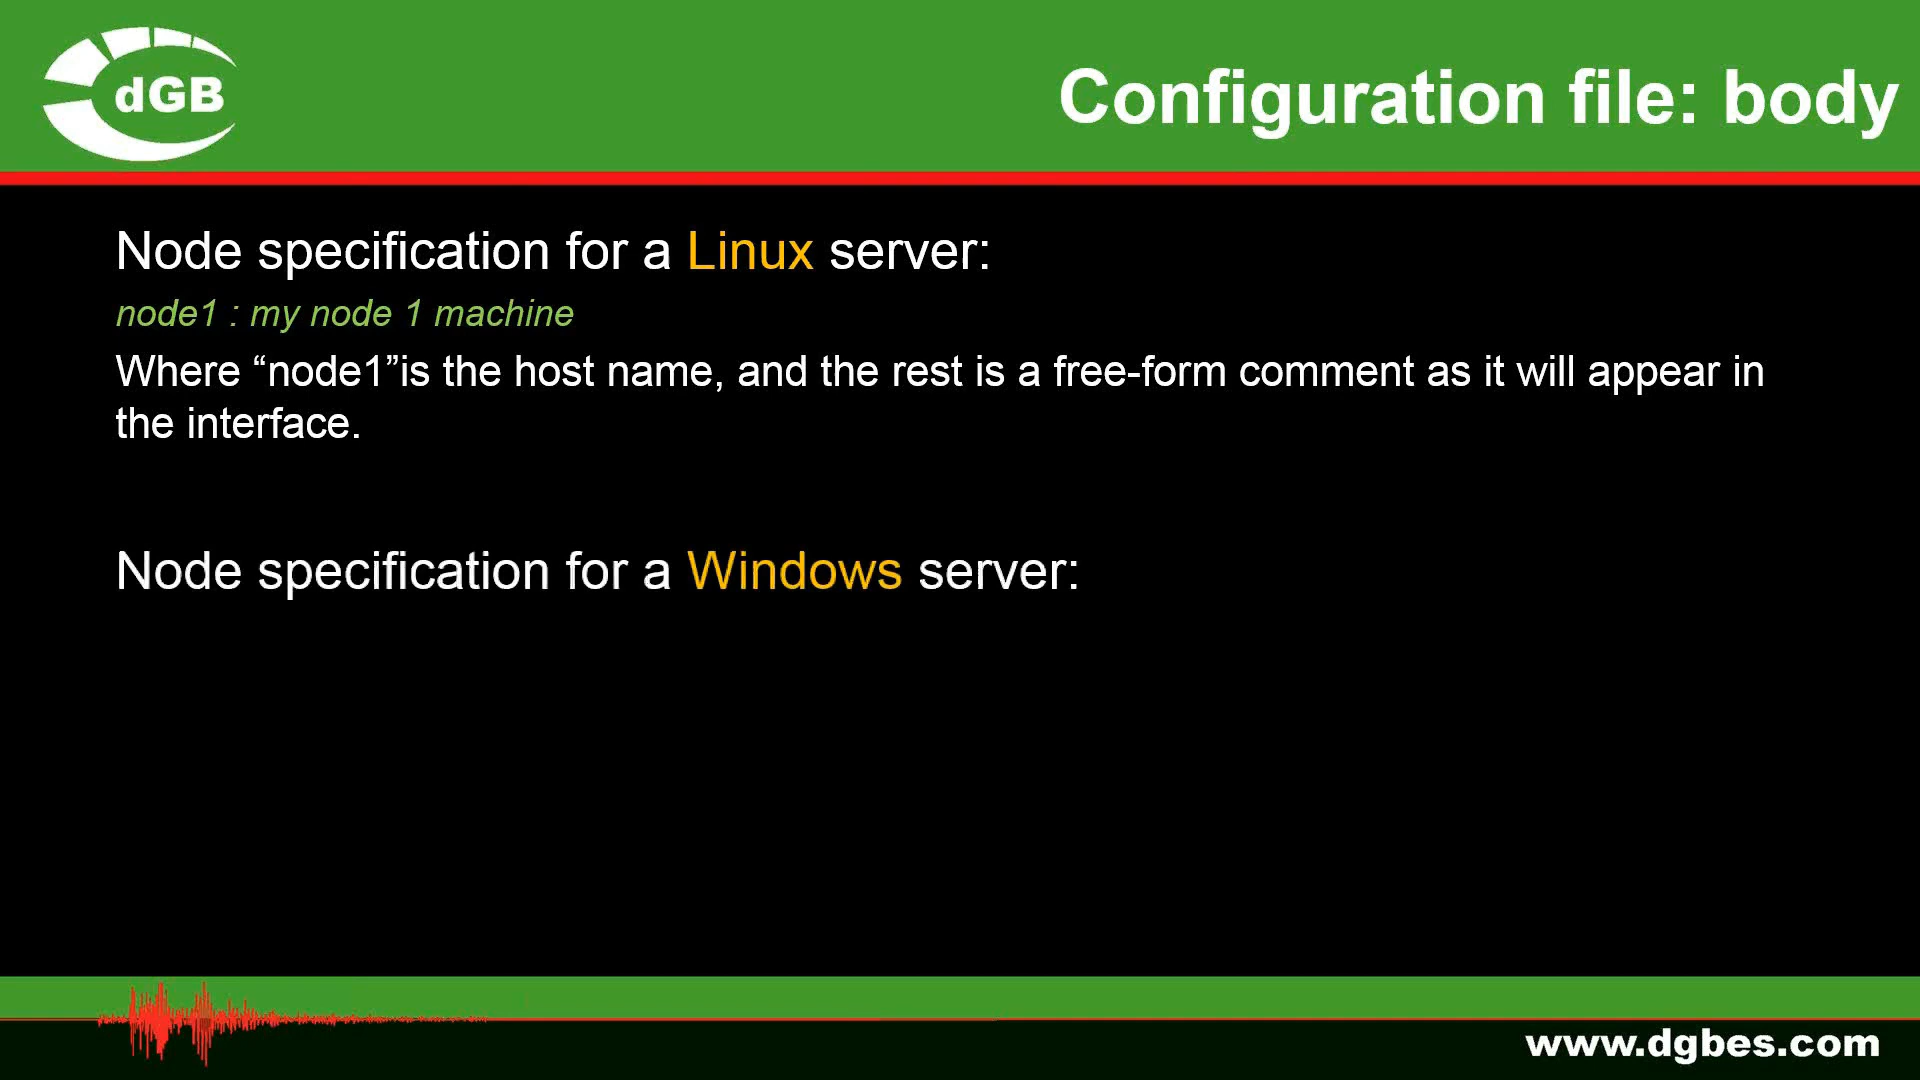 dGB
Configuration file: body
Node specification for a Linux server:
node1 : my node 1 machine
Where “node1”is the host name, and the rest is a free-form comment as it will appear in
the interface.
Node specification for a Windows server:
www.dgbes.com